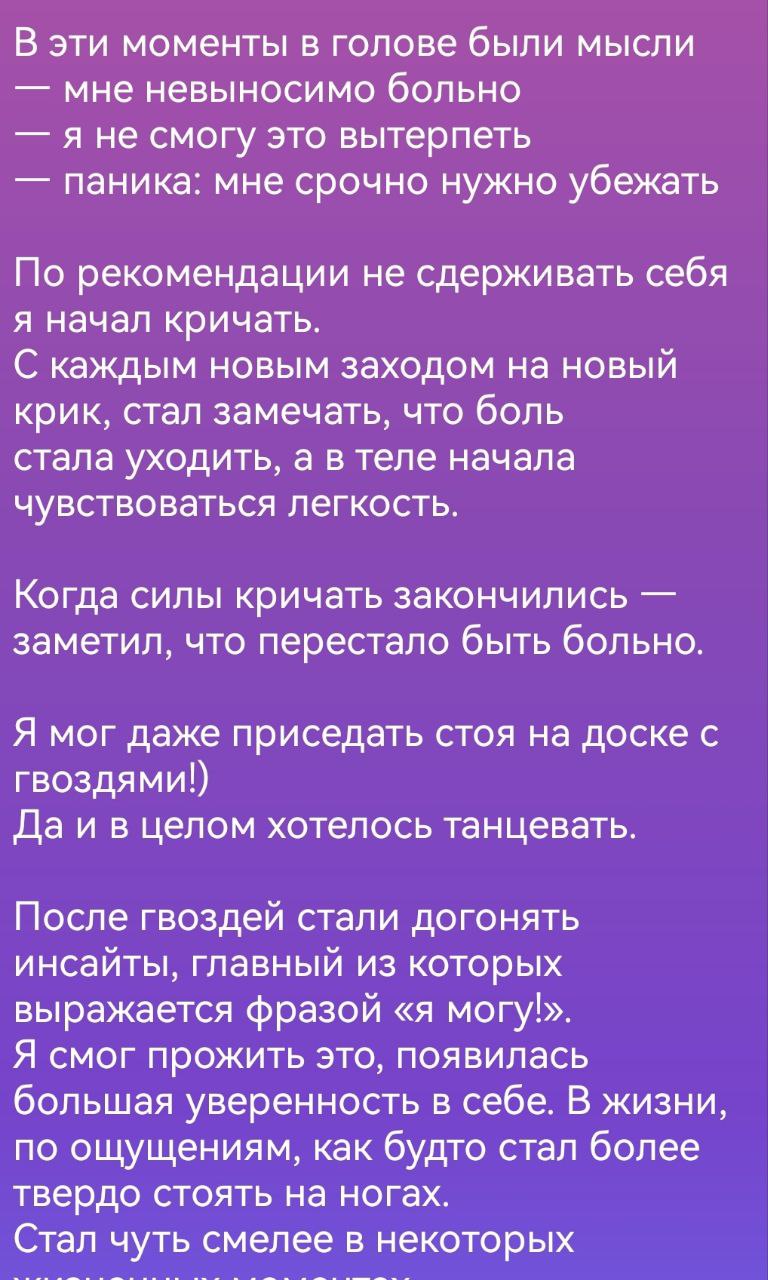 В эти моменты в голове были мысли
— мне невыносимо больно
— я не смогу это вытерпеть
— паника: мне срочно нужно убежать
По рекомендации не сдерживать себя
я начал кричать.
С каждым новым заходом на новый
крик, стал замечать, что боль
стала уходить, а в теле начала
чувствоваться легкость.
Когда силы кричать закончились —
заметил, что перестало быть больно.
Я мог даже приседать стоя на доске с
гвоздями!)
Да и в целом хотелось танцевать.
После гвоздей стали догонять
инсайты, главный из которых
выражается фразой «я могу!».
Я смог прожить это, появилась
большая уверенность в себе. В жизни,
по ощущениям, как будто стал более
твердо стоять на ногах.
Стал чуть смелее в некоторых